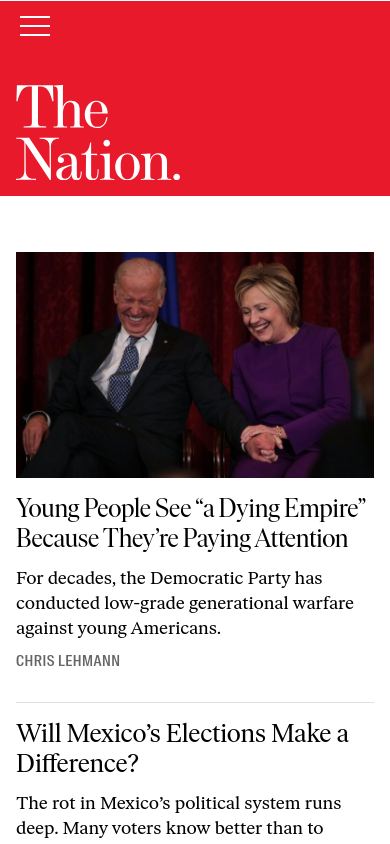 The
Nation.
Young People See “a Dying Empire”
Because They’re Paying Attention
For decades, the Democratic Party has
conducted low-grade generational warfare
against young Americans.
CHRIS LEHMANN
Will Mexico’s Elections Make a
Difference?
The rot in Mexico’s political system runs
deep. Many voters know better than to